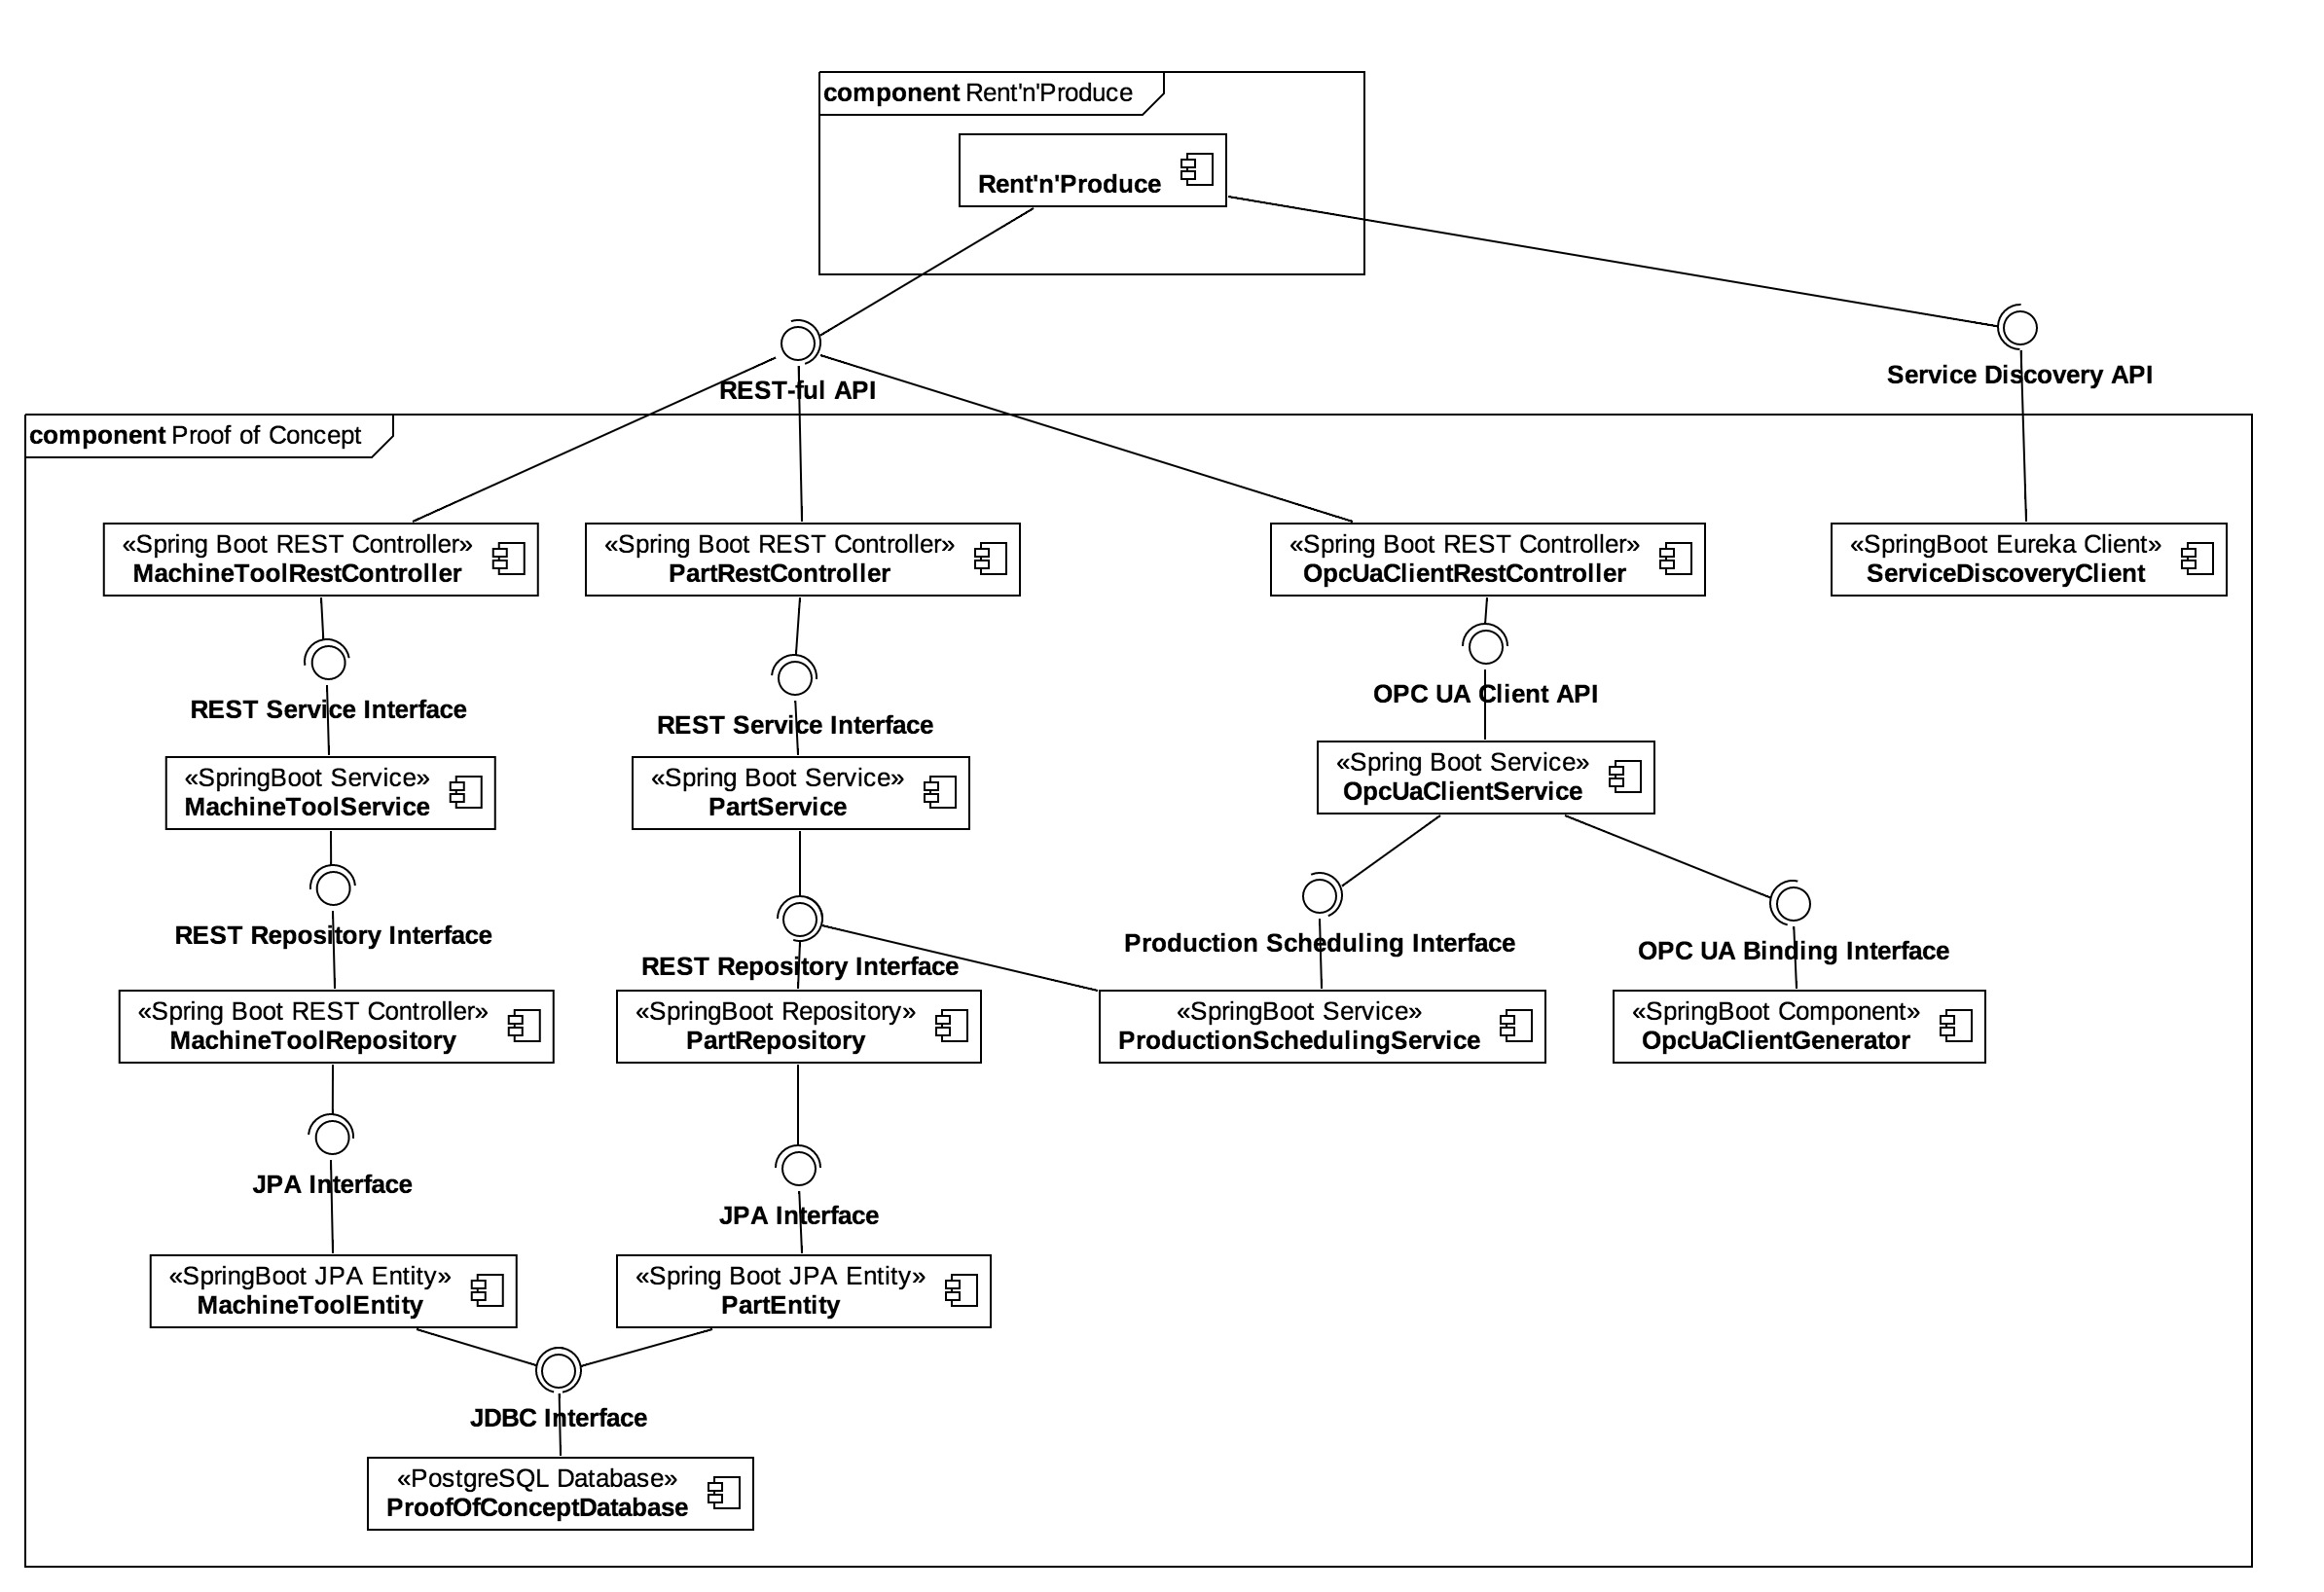 component Rent'n'Produce
Rent'n'Produce
REST-ful API
Service Discovery API
component Proof of Concept
«Spring Boot REST Controller»
MachineToolRestController
«Spring Boot REST Controller»
PartRestController
«Spring Boot REST Controller»
OpcUaClientRestController
«SpringBoot Eureka Client»
ServiceDiscoveryClient
REST Service Interface
REST Service Interface
OPC UA Client API
«SpringBoot Service»
MachineToolService
«Spring Boot Service»
PartService
«Spring Boot Service»
OpcUaClientService
REST Repository Interface
REST Repository Interface
Production Scheduling Interface
OPC UA Binding Interface
«Spring Boot REST Controller»
MachineToolRepository
«SpringBoot Repository»
PartRepository
«SpringBoot Service»
ProductionSchedulingService
«SpringBoot Component»
OpcUaClientGenerator
JPA Interface
JPA Interface
«SpringBoot JPA Entity»
MachineToolEntity
«Spring Boot JPA Entity»
PartEntity
JDBC Interface
«PostgreSQL Database»
ProofOfConceptDatabase